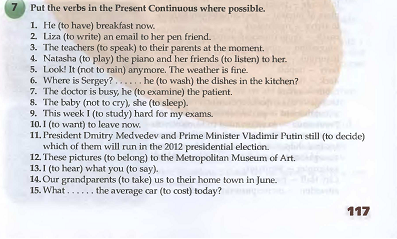 7 Put the verbs in the Present Continuous where possible.
1. He (to have) breakfast now.
2. Liza (to write) an email to her pen friend.
3. The teachers (to speak) to their parents at the moment.
4. Natasha (to play) the piano and her friends (to listen) to her.
5. Look! It (not to rain) anymore. The weather is fine.
6. Where is Sergey? . . . . . . he (to wash) the dishes in the kitchen?
7. The doctor is busy, he (to examine) the patient.
8. The baby (not to cry), she (to sleep).
9. This week I (to study) hard for my exams.
10. I (to want) to leave now.
11. President Dmitry Medvedev and Prime Minister Vladimir Putin still (to decide)
which of them will run in the 2012 presidential election.
12. These pictures (to belong) to the Metropolitan Museum of Art.
13. I (to hear) what you (to say).
14. Our grandparents (to take) us to their home town in June.
15. What . . . . . . the average car (to cost) today?
117